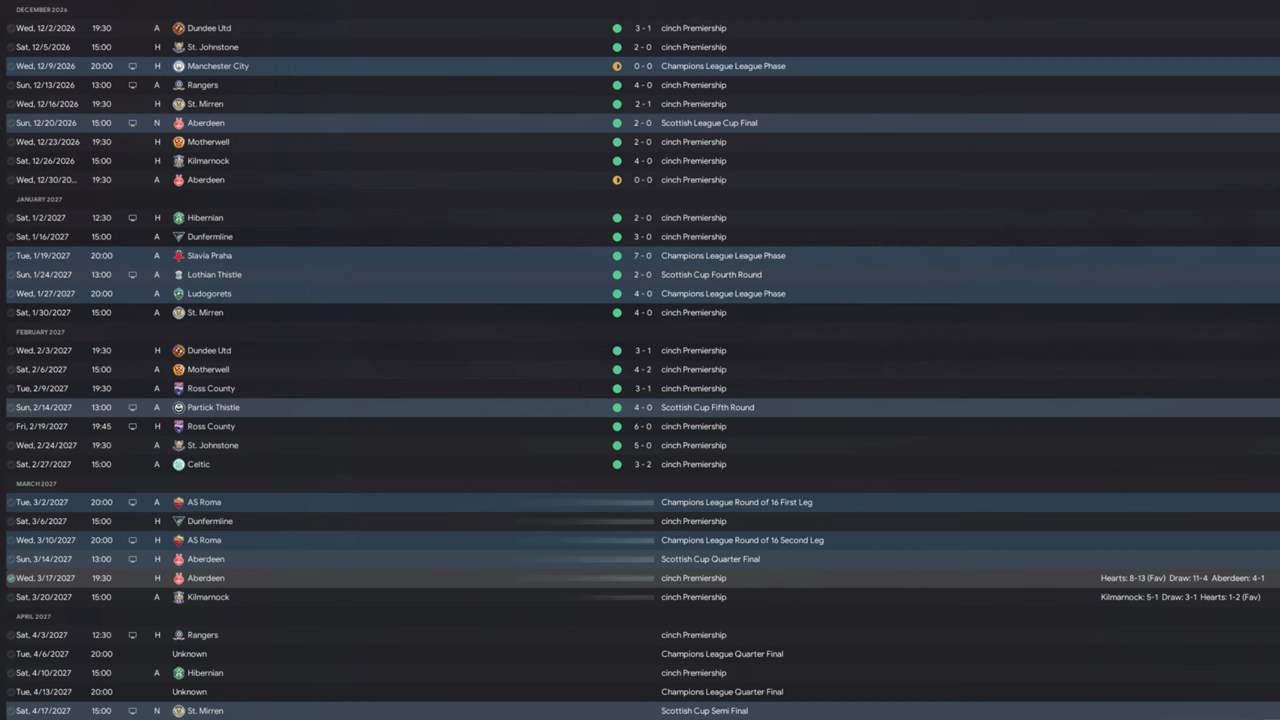 DECEMBER 2026
Wed, 12/2/2026 19:30 A Dundee Utd 3 - 1 cinch Premiership
Sat, 12/5/2026 15:00 H St. Johnstone 2 - 0 cinch Premiership
Wed, 12/9/2026 20:00 H Manchester City 0 - 0 Champions League League Phase
Sun, 12/13/2026 13:00 A Rangers 4 - 0 cinch Premiership
Wed, 12/16/2026 19:30 H St. Mirren 2 - 1 cinch Premiership
Sun, 12/20/2026 15:00 N Aberdeen 2 - 0 Scottish League Cup Final
Wed, 12/23/2026 19:30 H Motherwell 2 - 0 cinch Premiership
Sat, 12/26/2026 15:00 H Kilmarnock 4 - 0 cinch Premiership
Wed, 12/30/20... 19:30 A Aberdeen 0 - 0 cinch Premiership
JANUARY 2027
Sat, 1/2/2027 12:30 H Hibernian 2 - 0 cinch Premiership
Sat, 1/16/2027 15:00 A Dunfermline 3 - 0 cinch Premiership
Tue, 1/19/2027 20:00 A Slavia Praha 7 - 0 Champions League League Phase
Sun, 1/24/2027 13:00 A Lothian Thistle 2 - 0 Scottish Cup Fourth Round
Wed, 1/27/2027 20:00 A Ludogorets 4 - 0 Champions League League Phase
Sat, 1/30/2027 15:00 A St. Mirren 4 - 0 cinch Premiership
FEBRUARY 2027
Wed, 2/3/2027 19:30 H Dundee Utd 3 - 1 cinch Premiership
Sat, 2/6/2027 15:00 A Motherwell 4 - 2 cinch Premiership
Tue, 2/9/2027 19:30 A Ross County 3 - 1 cinch Premiership
Sun, 2/14/2027 13:00 A Partick Thistle 4 - 0 Scottish Cup Fifth Round
Fri, 2/19/2027 19:45 H Ross County 6 - 0 cinch Premiership
Wed, 2/24/2027 19:30 A St. Johnstone 5 - 0 cinch Premiership
Sat, 2/27/2027 15:00 A Celtic 3 - 2 cinch Premiership
MARCH 2027
Tue, 3/2/2027 20:00 A AS Roma Champions League Round of 16 First Leg
Sat, 3/6/2027 15:00 H Dunfermline cinch Premiership
Wed, 3/10/2027 20:00 H AS Roma Champions League Round of 16 Second Leg
Sun, 3/14/2027 13:00 H Aberdeen Scottish Cup Quarter Final
Wed, 3/17/2027 19:30 H Aberdeen cinch Premiership Hearts: 8-13 (Fav) Draw: 11-4 Aberdeen: 4-1
Sat, 3/20/2027 15:00 A Kilmarnock cinch Premiership Kilmarnock: 5-1 Draw: 3-1 Hearts: 1-2 (Fav)
APRIL 2027
Sat, 4/3/2027 12:30 H Rangers cinch Premiership
Tue, 4/6/2027 20:00 Unknown Champions League Quarter Final
Sat, 4/10/2027 15:00 A Hibernian cinch Premiership
Tue, 4/13/2027 20:00 Unknown Champions League Quarter Final
Sat, 4/17/2027 15:00 N St. Mirren Scottish Cup Semi Final